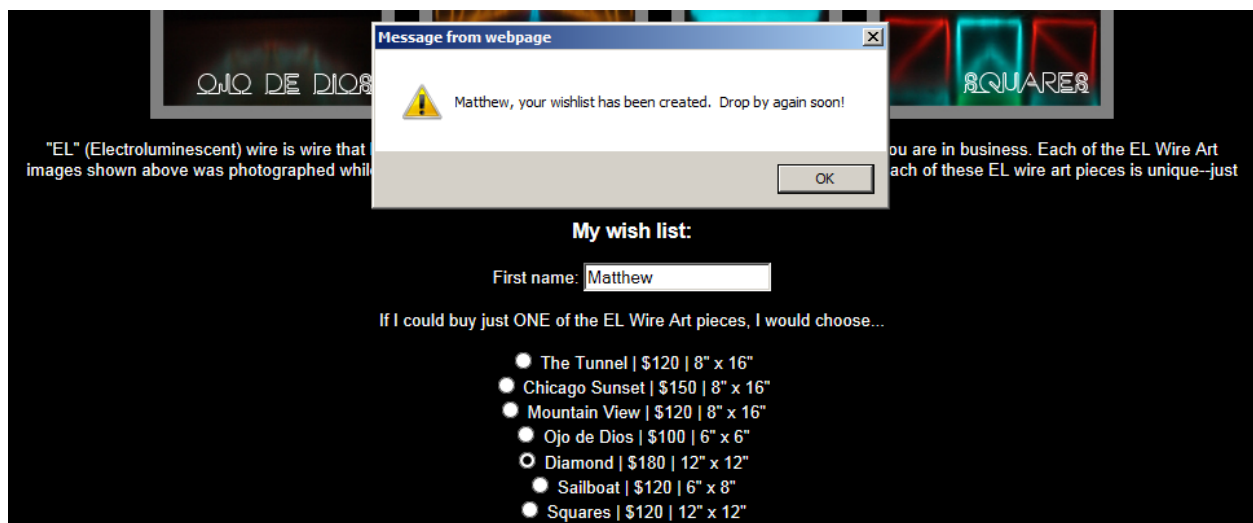 Message from webpage
Matthew, your wishlist has been created.  Drop by again soon!
OK
OJO DE DIOS
SQUARES
"EL" (Electroluminescent) wire is wire that
ou are in business. Each of the EL Wire Art
images shown above was photographed whil
ach of these EL wire art pieces is unique--just
My wish list:
First name: Matthew
If I could buy just ONE of the EL Wire Art pieces, I would choose...
The Tunnel | $120 | 8" x 16"
Chicago Sunset | $150 | 8" x 16"
Mountain View | $120 | 8" x 16"
Ojo de Dios | $100 | 6" x 6"
Diamond | $180 | 12" x 12"
Sailboat | $120 | 6" x 8"
Squares | $120 | 12" x 12"